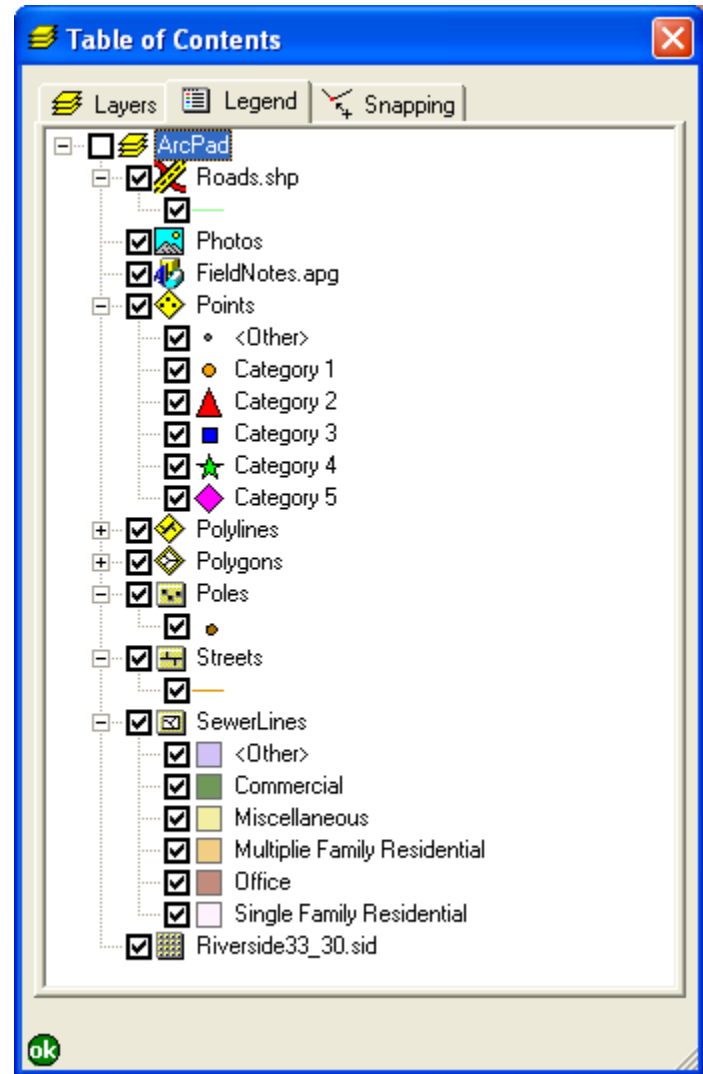 Table of Contents
Layers Legend Snapping
ArcPad
Roads.shp
Photos
FieldNotes.apg
Points
<Other>
Category 1
Category 2
Category 3
Category 4
Category 5
Polylines
Polygons
Poles
Streets
SewerLines
<Other>
Commercial
Miscellaneous
Multiplie Family Residential
Office
Single Family Residential
Riverside33_30.sid
ok